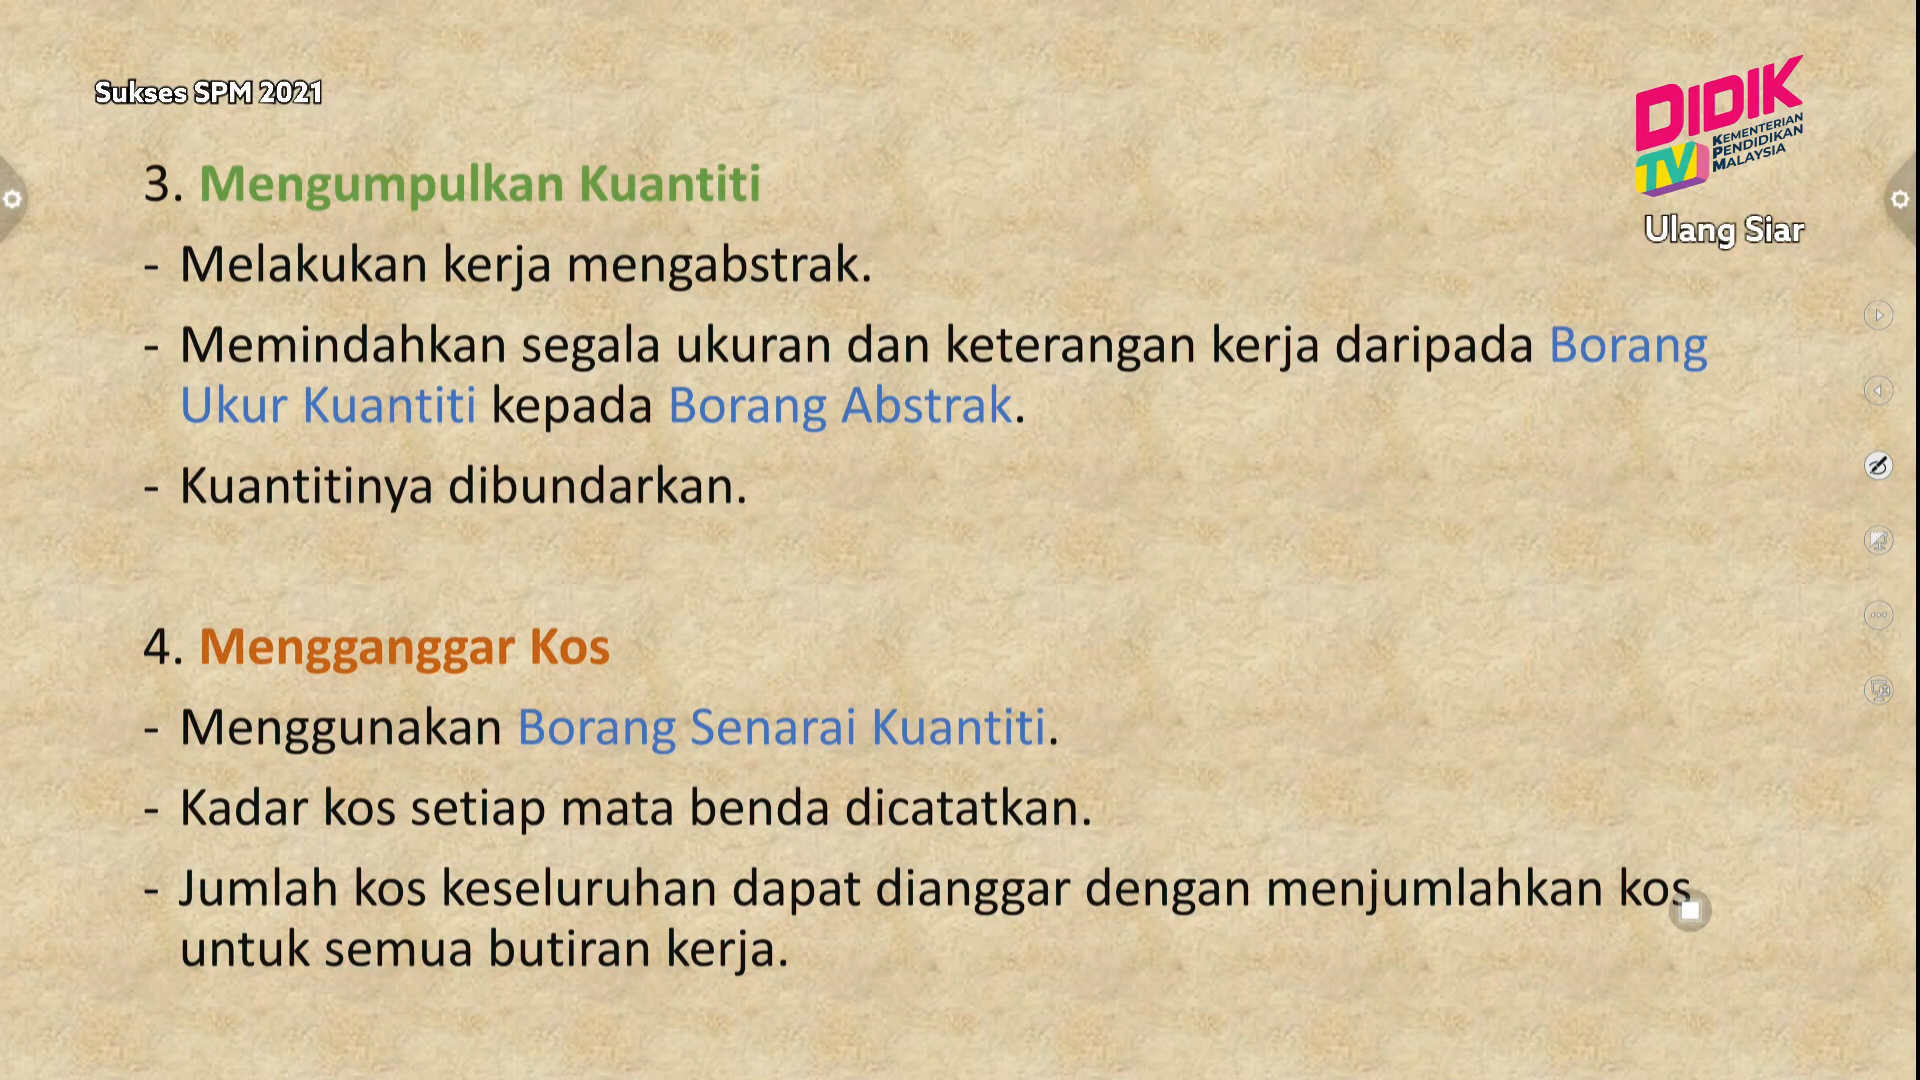 Sukses SPM 2021
DIDIK
TV
KEMENTERIAN
PENDIDIKAN
MALAYSIA
Ulang Siar
3. Mengumpulkan Kuantiti
- Melakukan kerja mengabstrak.
- Memindahkan segala ukuran dan keterangan kerja daripada Borang
Ukur Kuantiti kepada Borang Abstrak.
- Kuantitinya dibundarkan.
4. Mengganggar Kos
- Menggunakan Borang Senarai Kuantiti.
- Kadar kos setiap mata benda dicatatkan.
- Jumlah kos keseluruhan dapat dianggar dengan menjumlahkan kos
untuk semua butiran kerja.